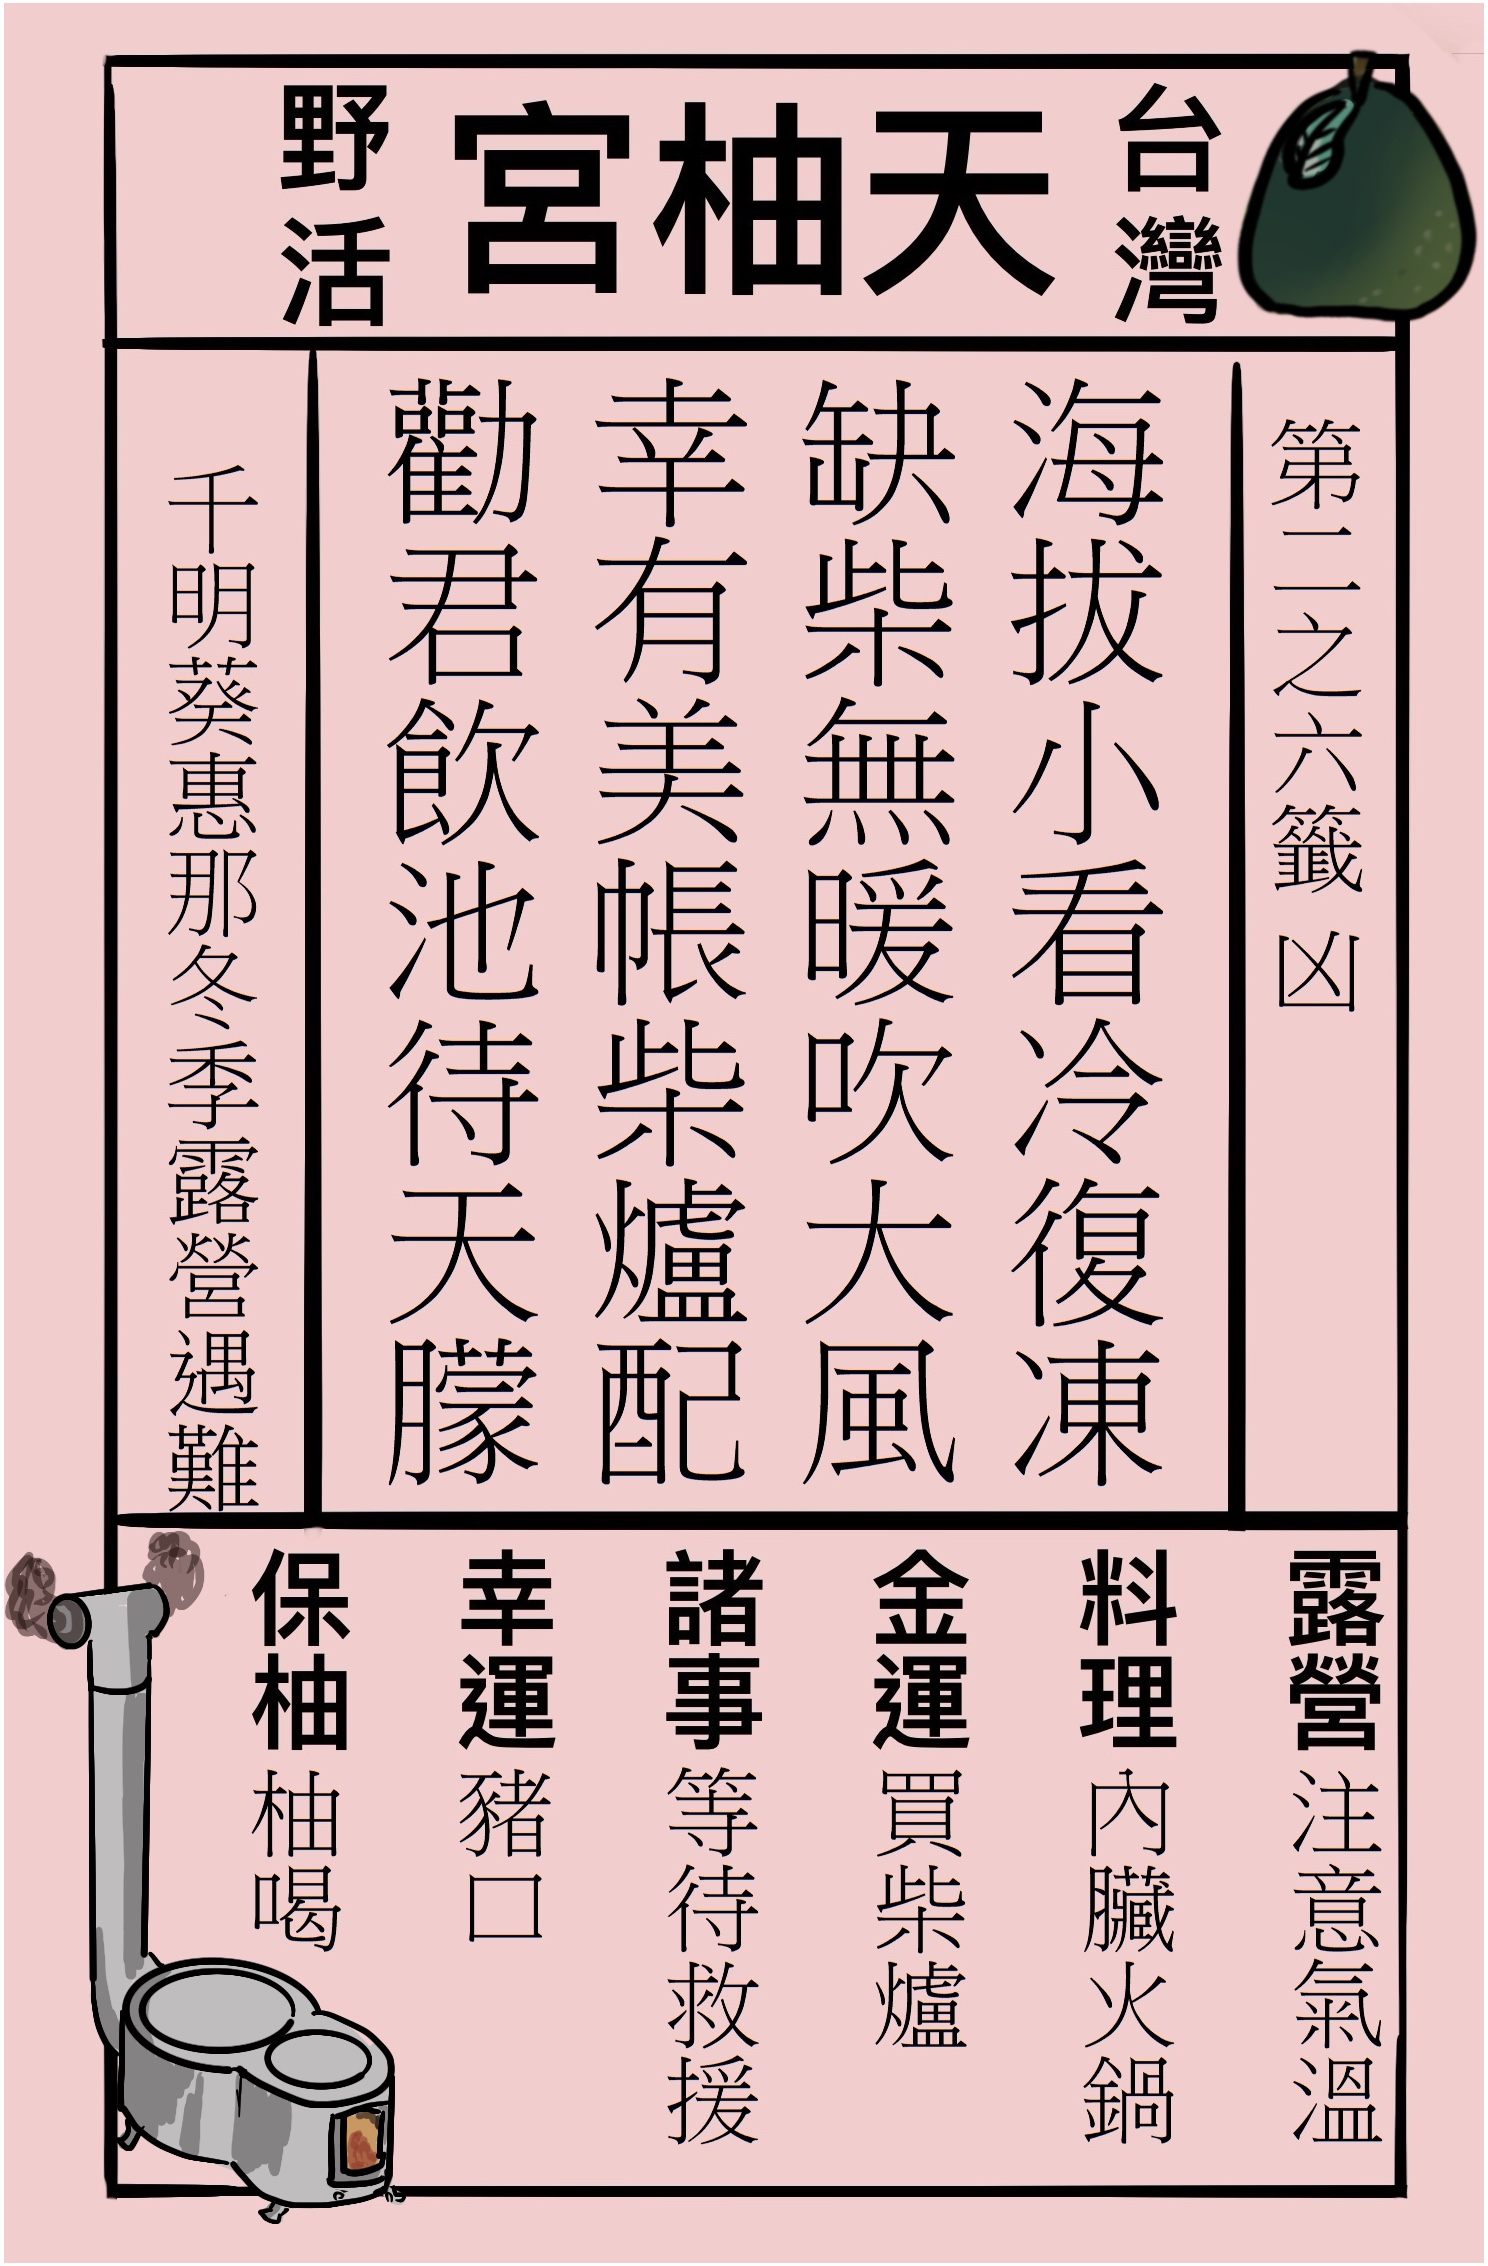 台灣
天柚宮
野活
第二之六籤 凶
海拔小看冷復凍
缺柴無暖吹大風
幸有美帳柴爐配
勸君飲池待天朦
千明葵惠那冬季露營遇難
露營 注意氣溫
料理 內臟火鍋
金運 買柴爐
諸事 等待救援
幸運 豬口
保柚 柚喝